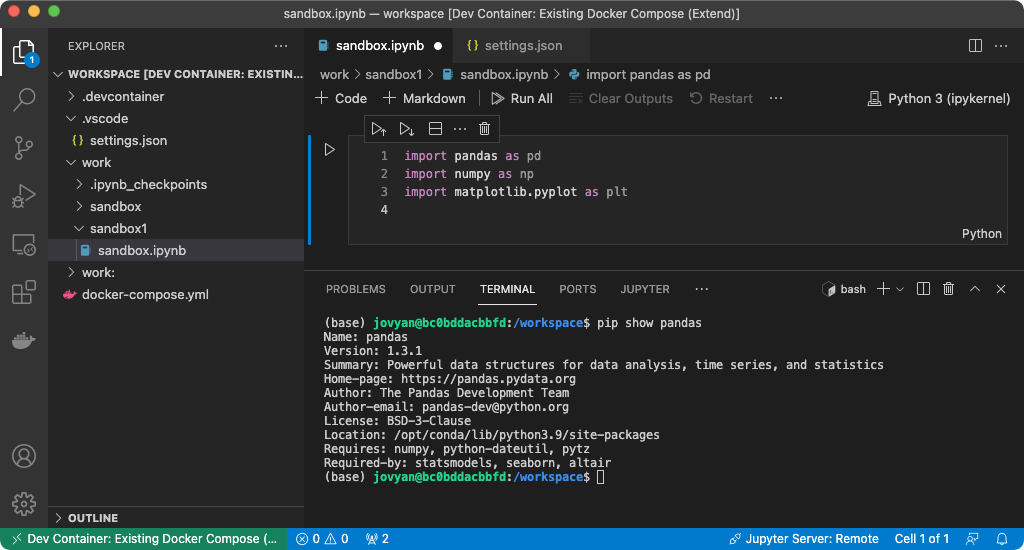 sandbox.ipynb — workspace [Dev Container: Existing Docker Compose (Extend)]
1
EXPLORER
WORKSPACE [DEV CONTAINER: EXISTIN...
.devcontainer
.vscode
{} settings.json
work
.ipynb_checkpoints
sandbox
sandbox1
sandbox.ipynb
work:
docker-compose.yml
OUTLINE
sandbox.ipynb
{} settings.json
work > sandbox1 > sandbox.ipynb > import pandas as pd
+ Code + Markdown Run All Clear Outputs Restart ... Python 3 (ipykernel)
1 import pandas as pd
2 import numpy as np
3 import matplotlib.pyplot as plt
4
Python
PROBLEMS OUTPUT TERMINAL PORTS JUPYTER ... bash
(base) jovyan@bc0bddacbbfd:/workspace$ pip show pandas
Name: pandas
Version: 1.3.1
Summary: Powerful data structures for data analysis, time series, and statistics
Home-page: https://pandas.pydata.org
Author: The Pandas Development Team
Author-email: pandas-dev@python.org
License: BSD-3-Clause
Location: /opt/conda/lib/python3.9/site-packages
Requires: numpy, python-dateutil, pytz
Required-by: statsmodels, seaborn, altair
(base) jovyan@bc0bddacbbfd:/workspace$
Dev Container: Existing Docker Compose (... 0 0 2 Jupyter Server: Remote Cell 1 of 1